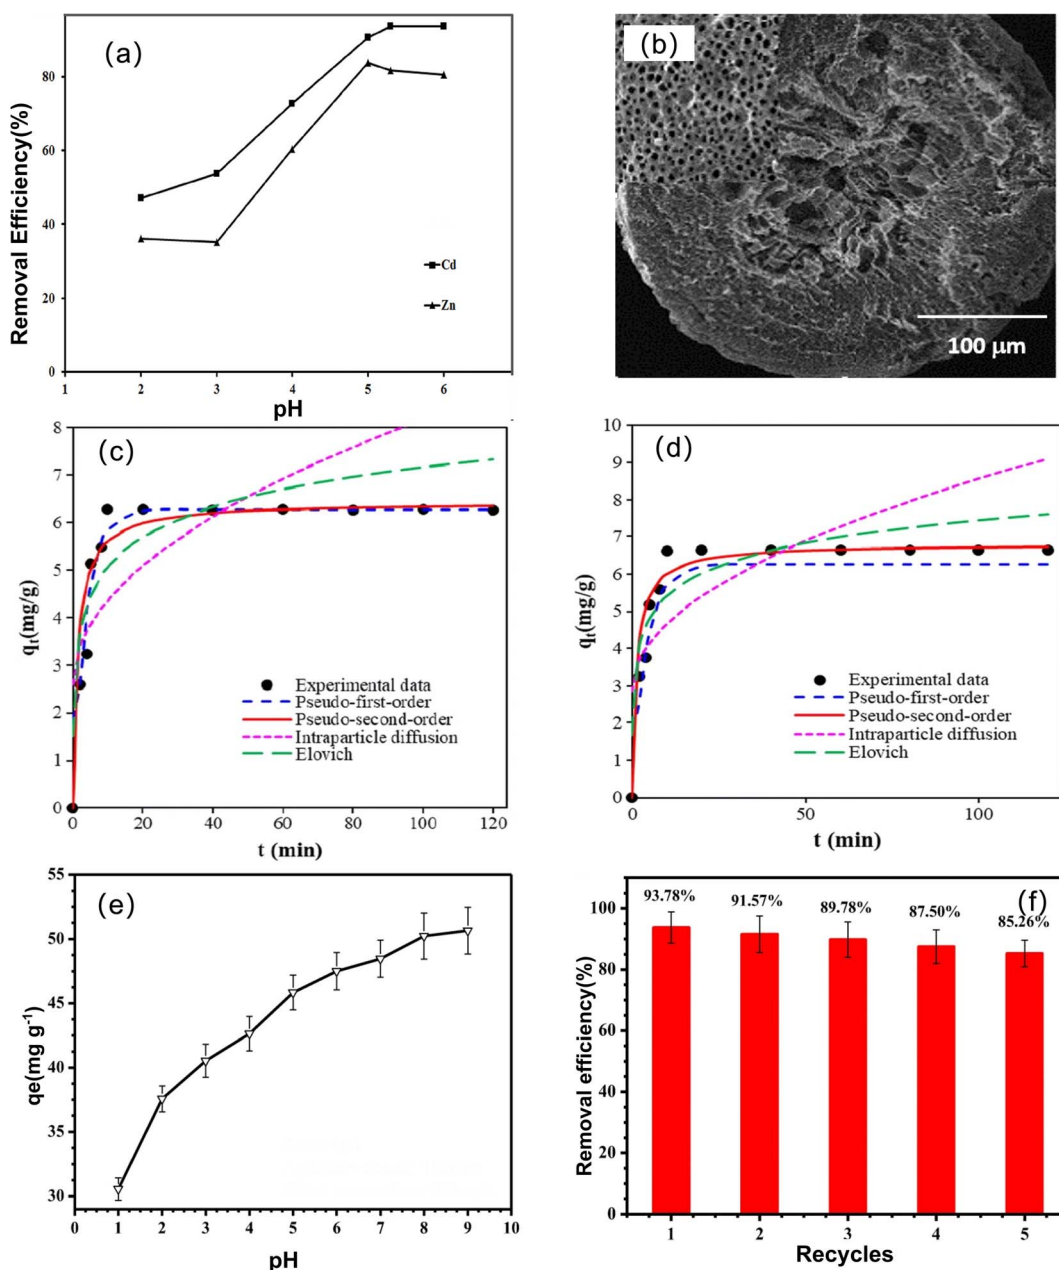 (a)
Removal Efficiency(%)
80
60
40
20
0
Cd
Zn
1 2 3 4 5 6
pH
(b)
100 µm
(c)
8
7
6
5
4
3
2
1
0
qt(mg/g)
Experimental data
Pseudo-first-order
Pseudo-second-order
Intraparticle diffusion
Elovich
0 20 40 60 80 100 120
t (min)
(d)
10
9
8
7
6
5
4
3
2
1
0
qt(mg/g)
Experimental data
Pseudo-first-order
Pseudo-second-order
Intraparticle diffusion
Elovich
0 50 100
t (min)
(e)
55
50
45
40
35
30
qe(mg g-1)
0 1 2 3 4 5 6 7 8 9 10
pH
(f)
100
80
60
40
20
0
Removal efficiency(%)
93.78% 91.57% 89.78% 87.50% 85.26%
1 2 3 4 5
Recycles